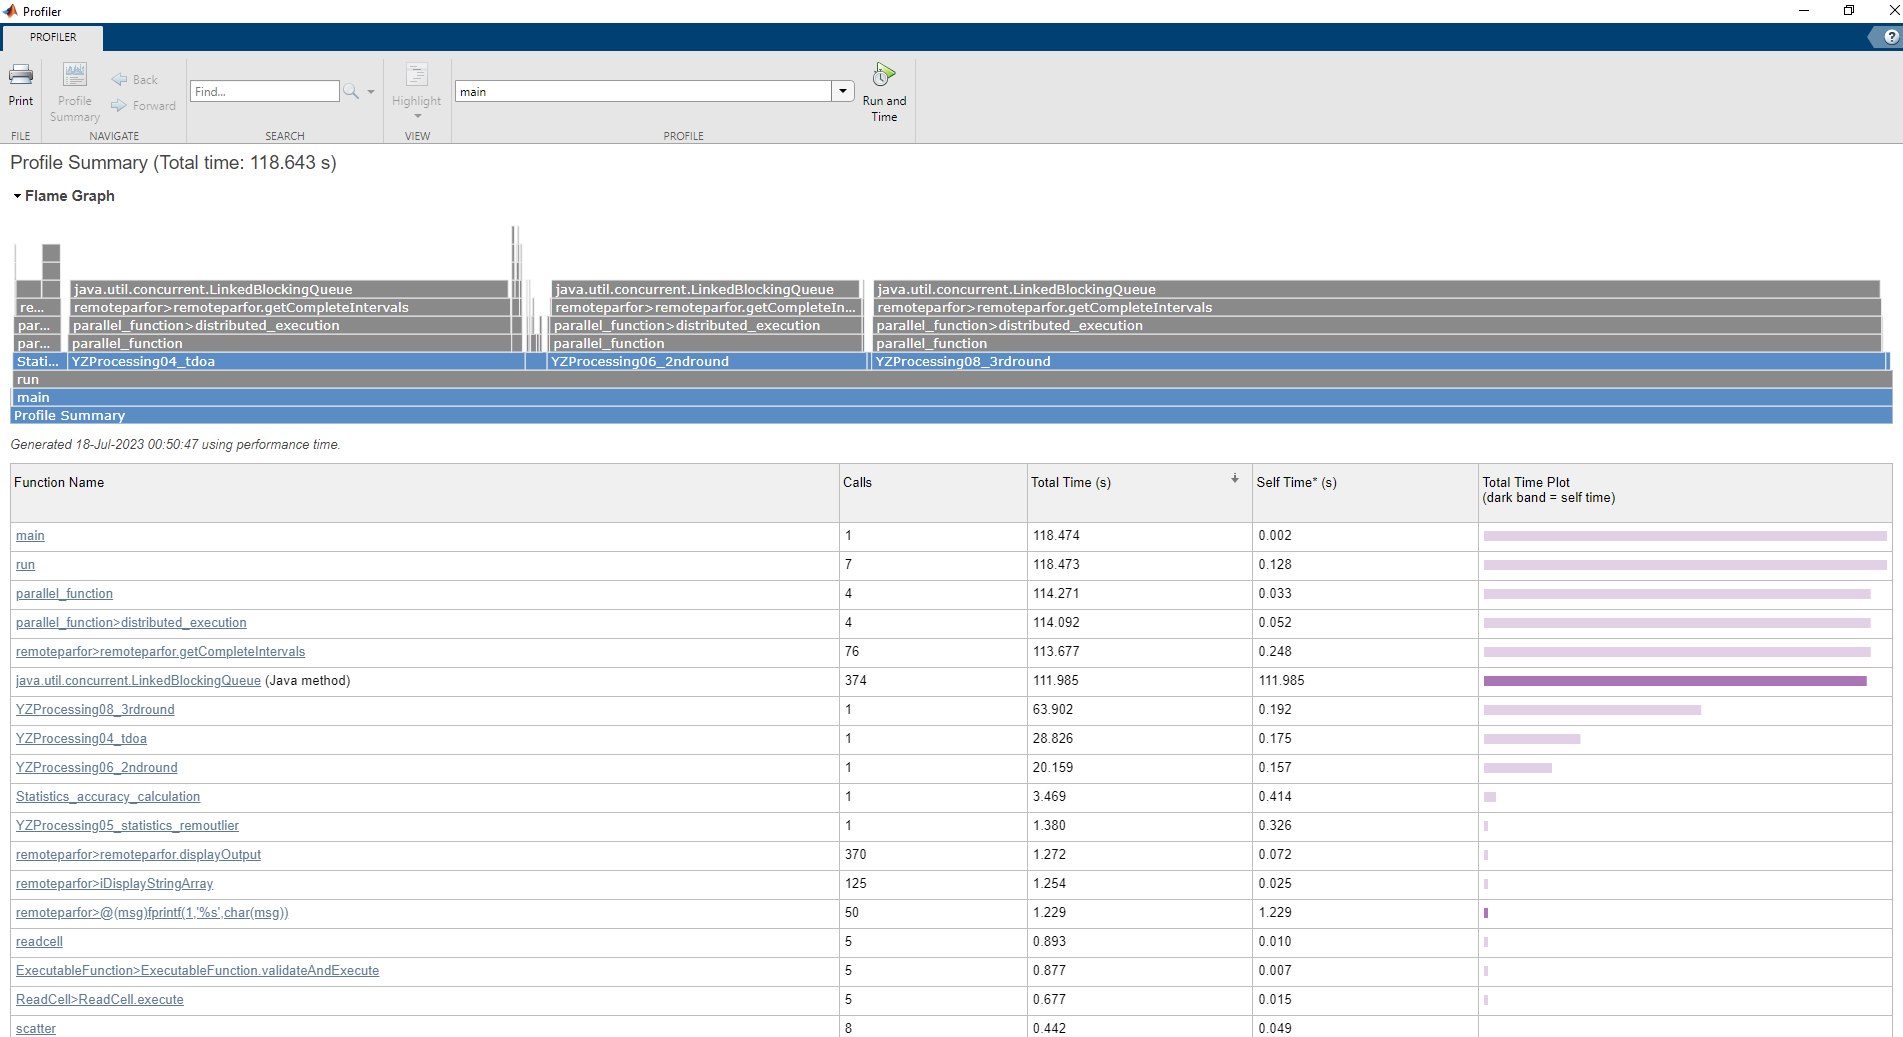 Profiler
PROFILER
?
Print
Profile
Summary
Back
Forward
Find...
Highlight
main
Run and
Time
FILE
NAVIGATE
SEARCH
VIEW
PROFILE
Profile Summary (Total time: 118.643 s)
Flame Graph
java.util.concurrent.LinkedBlockingQueue java.util.concurrent.LinkedBlockingQueue java.util.concurrent.LinkedBlockingQueue
re... remoteparfor>remoteparfor.getCompleteIntervals remoteparfor>remoteparfor.getCompleteIn... remoteparfor>remoteparfor.getCompleteIntervals
par... parallel_function>distributed_execution parallel_function>distributed_execution parallel_function>distributed_execution
par... parallel_function parallel_function parallel_function
Stati... YZProcessing04_tdoa YZProcessing06_2ndround YZProcessing08_3rdround
run
main
Profile Summary
Generated 18-Jul-2023 00:50:47 using performance time.
Function Name Calls Total Time (s) Self Time* (s) Total Time Plot
(dark band = self time)
main 1 118.474 0.002
run 7 118.473 0.128
parallel_function 4 114.271 0.033
parallel_function>distributed_execution 4 114.092 0.052
remoteparfor>remoteparfor.getCompleteIntervals 76 113.677 0.248
java.util.concurrent.LinkedBlockingQueue (Java method) 374 111.985 111.985
YZProcessing08_3rdround 1 63.902 0.192
YZProcessing04_tdoa 1 28.826 0.175
YZProcessing06_2ndround 1 20.159 0.157
Statistics_accuracy_calculation 1 3.469 0.414
YZProcessing05_statistics_remoutlier 1 1.380 0.326
remoteparfor>remoteparfor.displayOutput 370 1.272 0.072
remoteparfor>iDisplayStringArray 125 1.254 0.025
remoteparfor>@(msg)fprintf(1,'%s',char(msg)) 50 1.229 1.229
readcell 5 0.893 0.010
ExecutableFunction>ExecutableFunction.validateAndExecute 5 0.877 0.007
ReadCell>ReadCell.execute 5 0.677 0.015
scatter 8 0.442 0.049